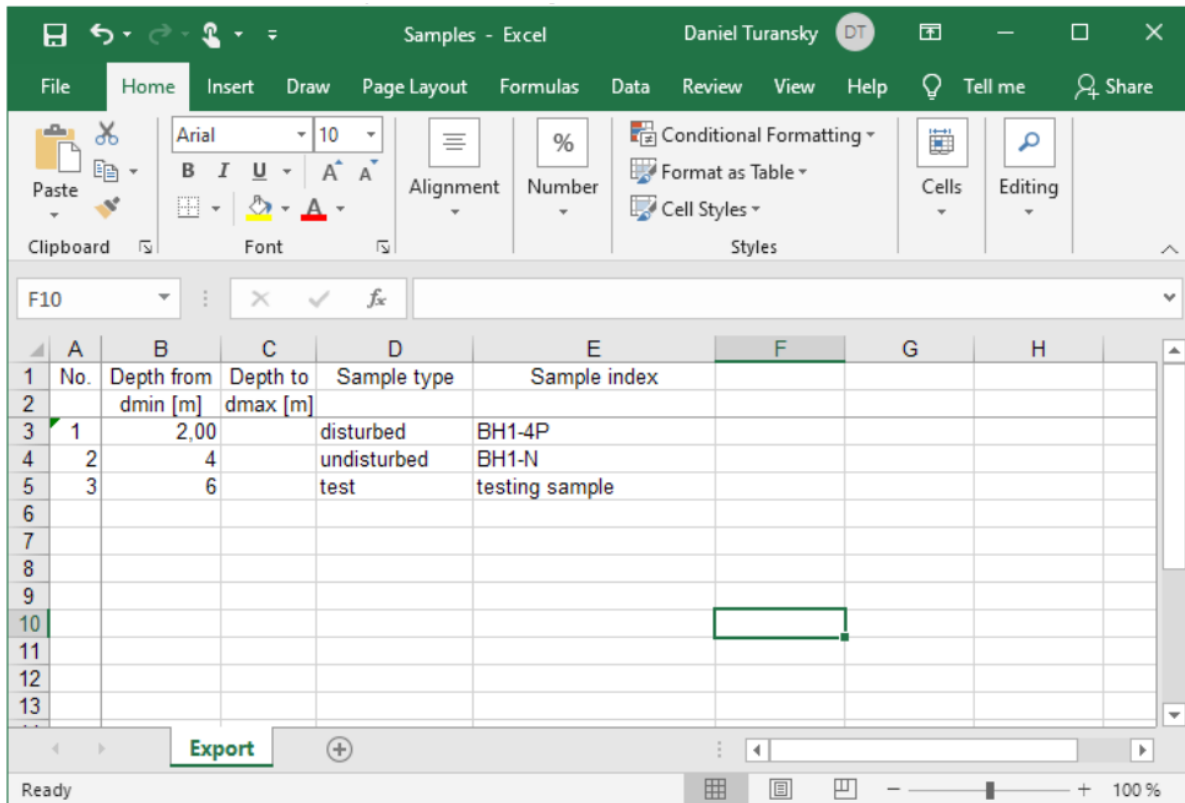 Samples - Excel Daniel Turansky DT
File Home Insert Draw Page Layout Formulas Data Review View Help Tell me Share
Paste
Clipboard
Arial 10
B I U A A
A
Font
Alignment
%
Number
Conditional Formatting
Format as Table
Cell Styles
Styles
Cells
Editing
F10 fx
A B C D E F G H
1 No. Depth from Depth to Sample type Sample index
2 dmin [m] dmax [m]
3 1 2,00 disturbed BH1-4P
4 2 4 undisturbed BH1-N
5 3 6 test testing sample
6
7
8
9
10
11
12
13
Export
Ready 100 %